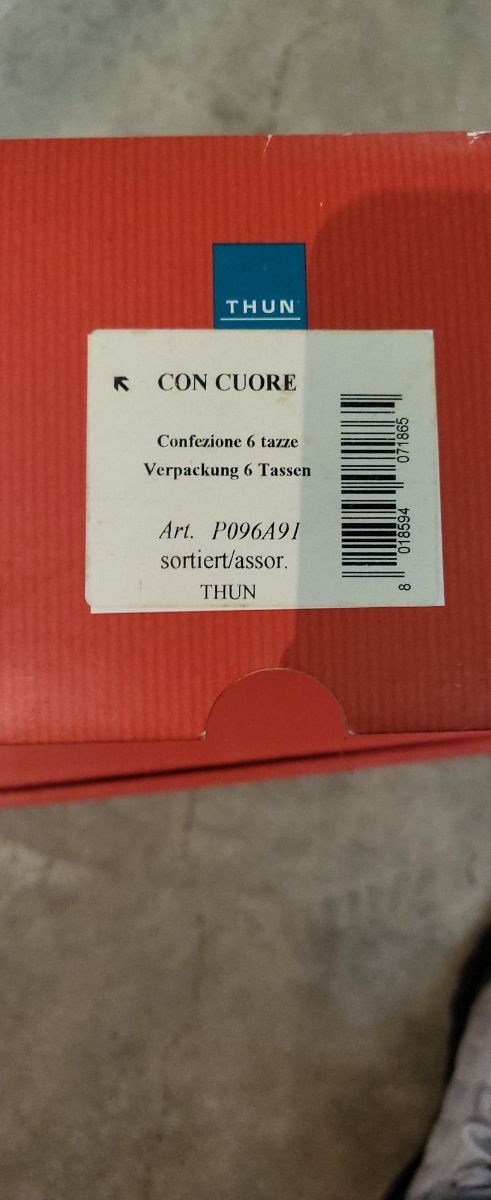 THUN
CON CUORE
Confezione 6 tazze
Verpackung 6 Tassen
Art. P096A91
sortiert/assor.
THUN
8 018594 071865